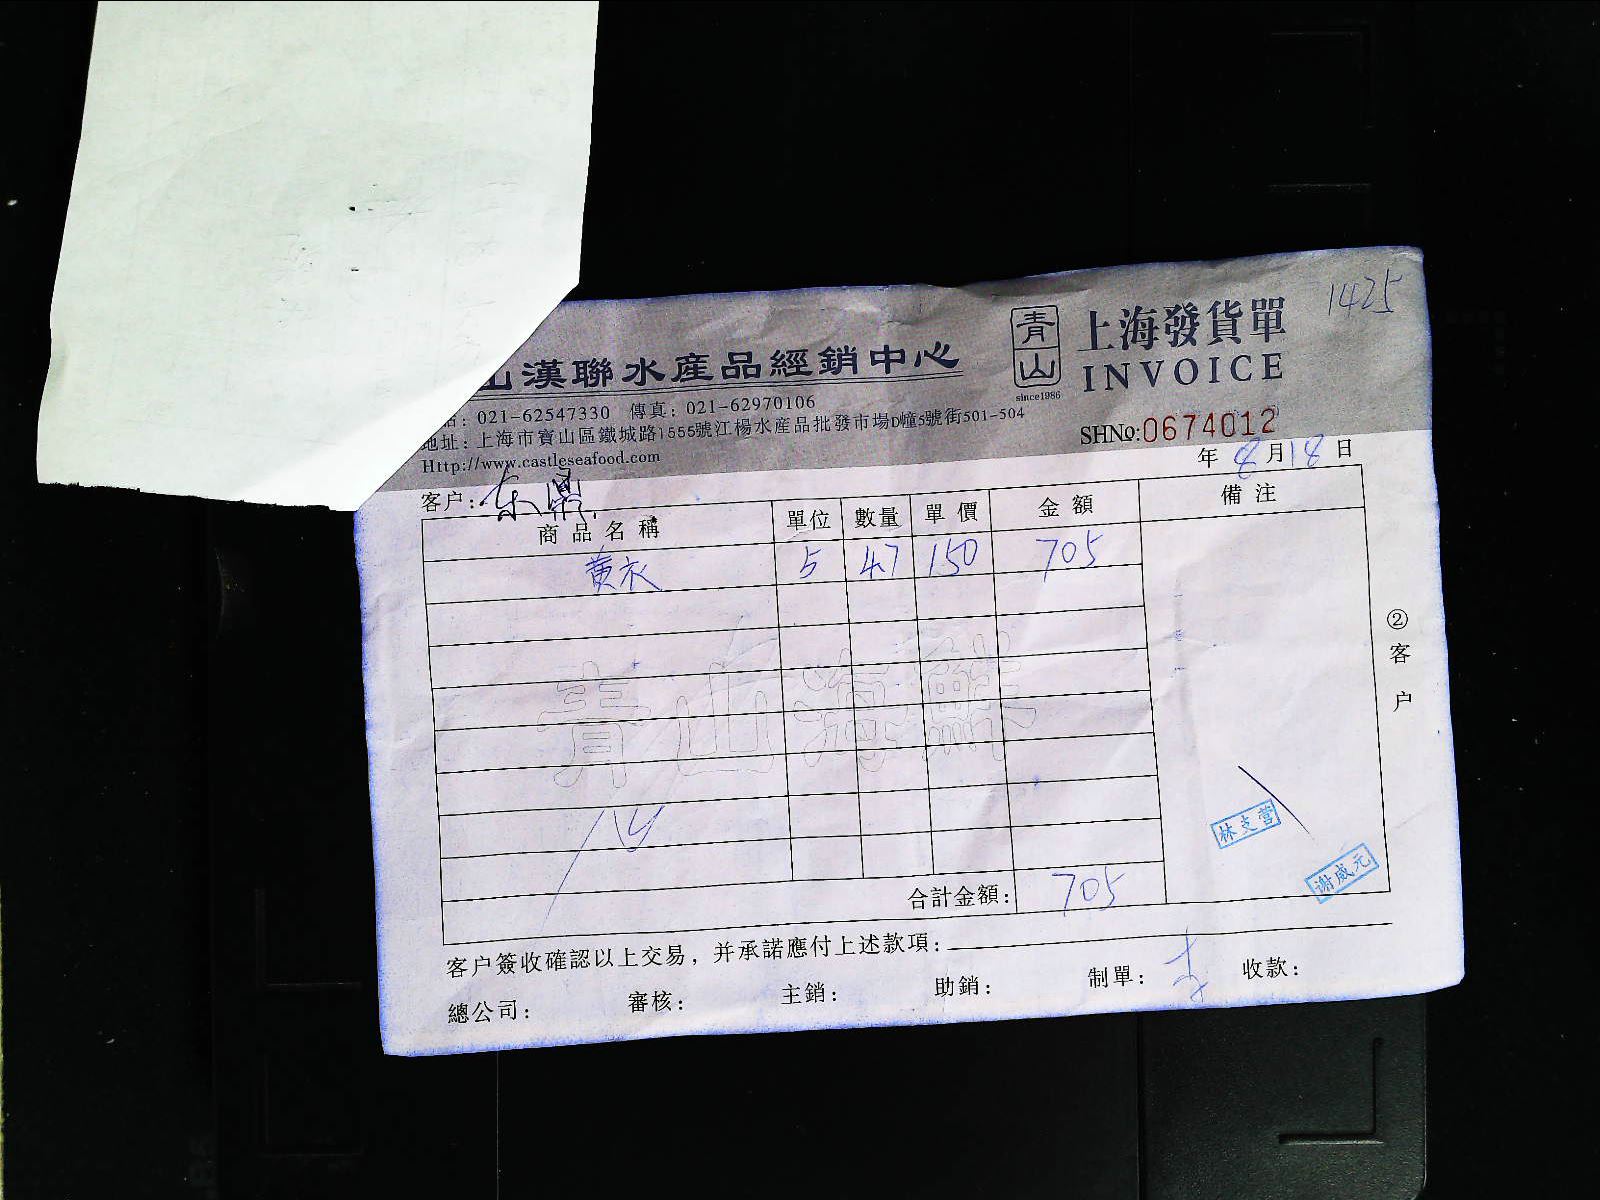 1425
青山
since1986
上海發貨單
INVOICE
山漢聯水產品經銷中心
話: 021-62547330 傳真: 021-62970106
地址: 上海市寶山區鐵城路1555號江楊水產品批發市場D幢5號街501-504
Http://www.castleseafood.com
SHNo:0674012
年 8 月 18 日
客户: 东
商品名稱 單位 數量 單價 金額 備注
黄衣 5 4.7 150 705
青山海鮮
②客户
林支营
谢咸元
合計金額: 705
客户簽收確認以上交易，并承諾應付上述款項:
總公司: 審核: 主銷: 助銷: 制單: 收款: